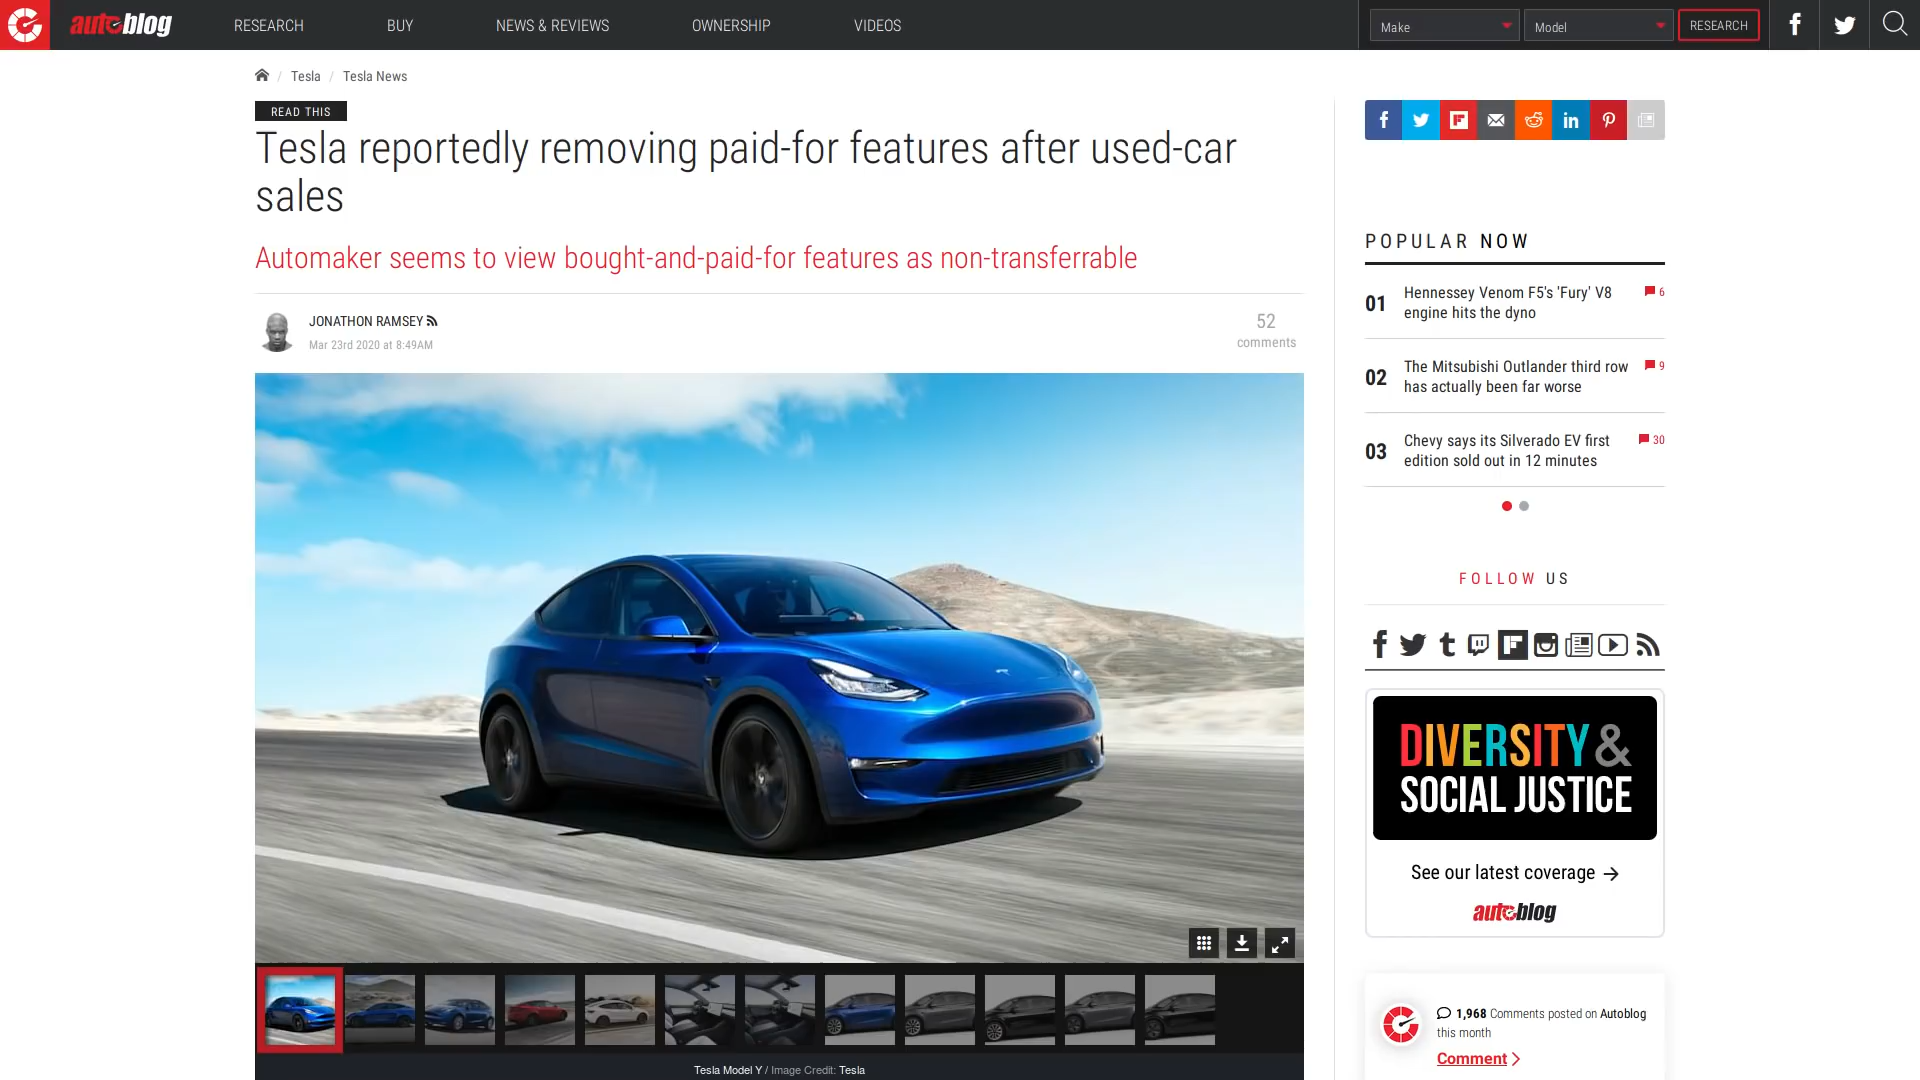 autoblog
RESEARCH
BUY
NEWS & REVIEWS
OWNERSHIP
VIDEOS
Make
Model
RESEARCH
/ Tesla / Tesla News
READ THIS
Tesla reportedly removing paid-for features after used-car
sales
Automaker seems to view bought-and-paid-for features as non-transferrable
JONATHON RAMSEY
Mar 23rd 2020 at 8:49AM
52
comments
Tesla Model Y / Image Credit: Tesla
POPULAR NOW
01
Hennessey Venom F5's 'Fury' V8
engine hits the dyno
6
02
The Mitsubishi Outlander third row
has actually been far worse
9
03
Chevy says its Silverado EV first
edition sold out in 12 minutes
30
FOLLOW US
DIVERSITY &
SOCIAL JUSTICE
See our latest coverage →
autoblog
1,968 Comments posted on Autoblog
this month
Comment